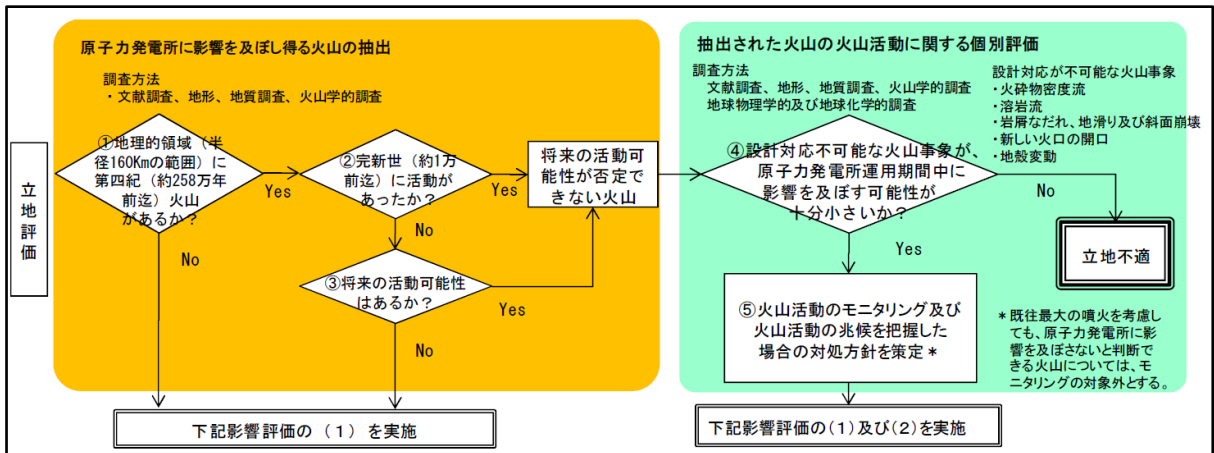 立地評価
原子力発電所に影響を及ぼし得る火山の抽出
調査方法
・文献調査、地形、地質調査、火山学的調査
①地理的領域（半
径160Kmの範囲）に
第四紀（約258万年
前迄）火山
があるか？
Yes
No
②完新世（約1万
前迄）に活動が
あったか？
Yes
No
③将来の活動可能性
はあるか？
Yes
No
将来の活動可
能性が否定で
きない火山
下記影響評価の（1）を実施
抽出された火山の火山活動に関する個別評価
調査方法
文献調査、地形、地質調査、火山学的調査
地球物理学的及び地球化学的調査
設計対応が不可能な火山事象
・火砕物密度流
・溶岩流
・岩屑なだれ、地滑り及び斜面崩壊
・新しい火口の開口
・地殻変動
④設計対応不可能な火山事象が、
原子力発電所運用期間中に
影響を及ぼす可能性が
十分小さいか？
No
Yes
立地不適
⑤火山活動のモニタリング及び
火山活動の兆候を把握した
場合の対処方針を策定＊
＊既往最大の噴火を考慮し
ても、原子力発電所に影
響を及ぼさないと判断で
きる火山については、モ
ニタリングの対象外とする。
下記影響評価の(1)及び(2)を実施